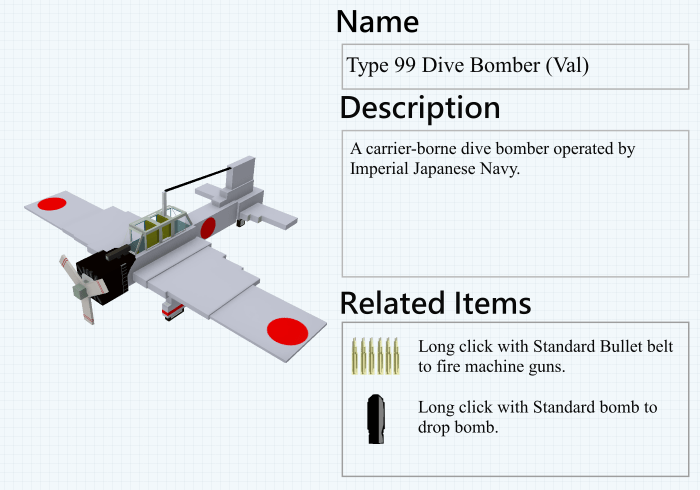 Name
Type 99 Dive Bomber (Val)
Description
A carrier-borne dive bomber operated by
Imperial Japanese Navy.
Related Items
Long click with Standard Bullet belt
to fire machine guns.
Long click with Standard bomb to
drop bomb.